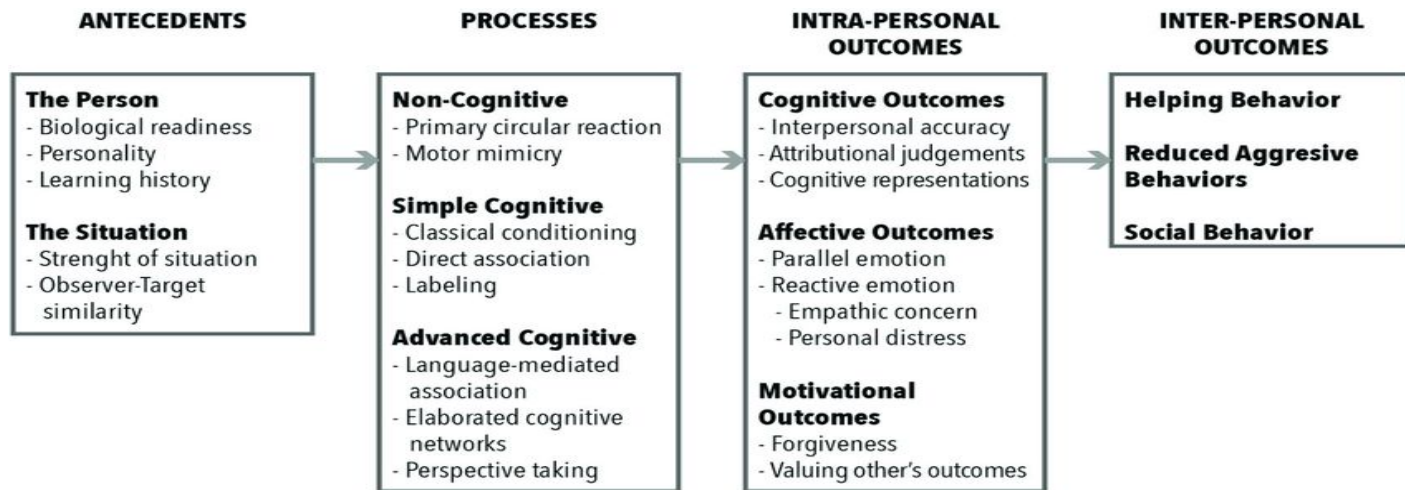 ANTECEDENTS
The Person
- Biological readiness
- Personality
- Learning history
The Situation
- Strenght of situation
- Observer-Target
similarity
PROCESSES
Non-Cognitive
- Primary circular reaction
- Motor mimicry
Simple Cognitive
- Classical conditioning
- Direct association
- Labeling
Advanced Cognitive
- Language-mediated
association
- Elaborated cognitive
networks
- Perspective taking
INTRA-PERSONAL
OUTCOMES
Cognitive Outcomes
- Interpersonal accuracy
- Attributional judgements
- Cognitive representations
Affective Outcomes
- Parallel emotion
- Reactive emotion
- Empathic concern
- Personal distress
Motivational
Outcomes
- Forgiveness
- Valuing other's outcomes
INTER-PERSONAL
OUTCOMES
Helping Behavior
Reduced Aggresive
Behaviors
Social Behavior